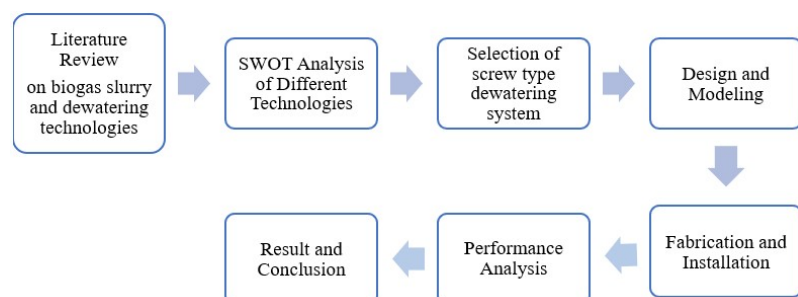 Literature
Review
on biogas slurry
and dewatering
technologies
SWOT Analysis
of Different
Technologies
Selection of
screw type
dewatering
system
Design and
Modeling
Fabrication and
Installation
Performance
Analysis
Result and
Conclusion